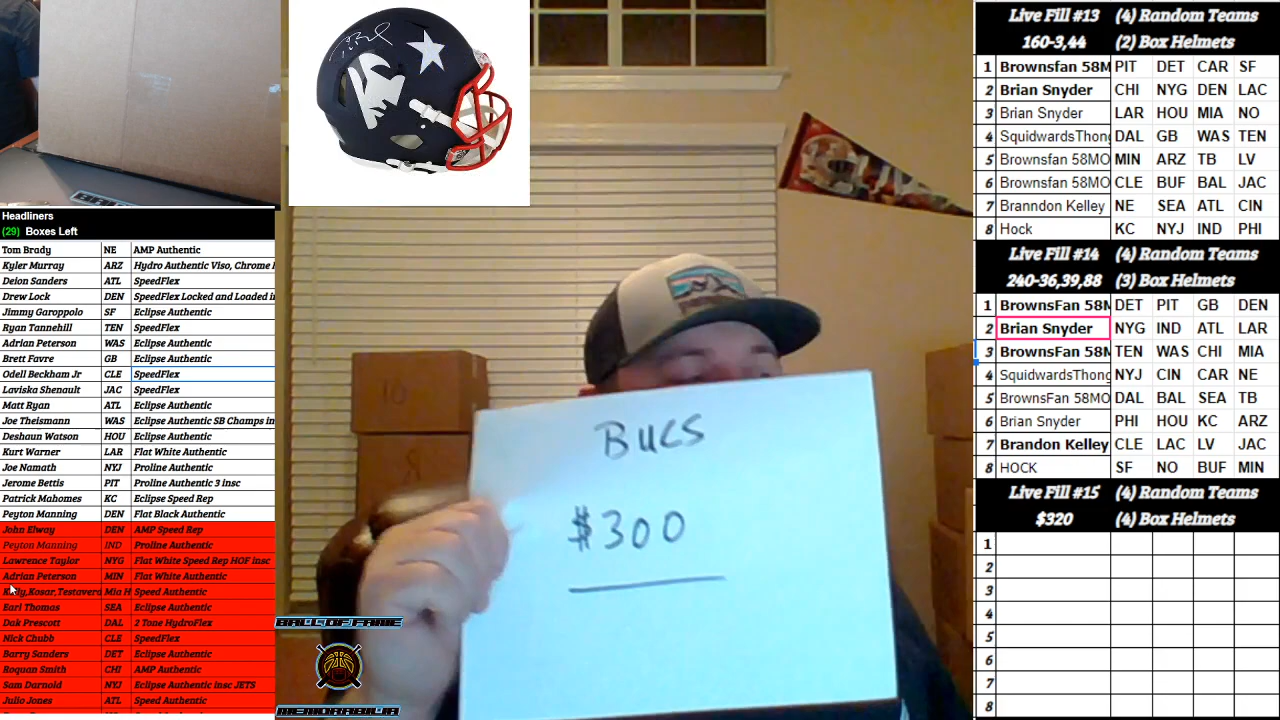 Headliners
(29) Boxes Left
Tom Brady NE AMP Authentic
Kyler Murray ARZ Hydro Authentic Viso, Chrome
Deion Sanders ATL SpeedFlex
Drew Lock DEN SpeedFlex Locked and Loaded
Jimmy Garoppolo SF Eclipse Authentic
Ryan Tannehill TEN SpeedFlex
Adrian Peterson WAS Eclipse Authentic
Brett Favre GB Eclipse Authentic
Odell Beckham Jr CLE SpeedFlex
Laviska Shenault JAC SpeedFlex
Matt Ryan ATL Eclipse Authentic
Joe Theismann WAS Eclipse Authentic SB Champs in
Deshaun Watson HOU Eclipse Authentic
Kurt Warner LAR Flat White Authentic
Joe Namath NYJ Proline Authentic
Jerome Bettis PIT Proline Authentic 3 insc
Patrick Mahomes KC Eclipse Speed Rep
Peyton Manning DEN Flat Black Authentic
John Elway DEN AMP Speed Rep
Peyton Manning IND Proline Authentic
Lawrence Taylor NYG Flat White Speed Rep HOF insc
Adrian Peterson MIN Flat White Authentic
Kelly,Kosar,Testaverd Mia H Speed Authentic
Earl Thomas SEA Eclipse Authentic
Dak Prescott DAL 2 Tone HydroFlex
Nick Chubb CLE SpeedFlex
Barry Sanders DET Eclipse Authentic
Roquan Smith CHI AMP Authentic
Sam Darnold NYJ Eclipse Authentic insc JETS
Julio Jones ATL Speed Authentic
BUCS
$300
BALL OF FAME
MEMORABILIA
Live Fill #13 (4) Random Teams
160-3,44 (2) Box Helmets
1 Brownsfan 58M PIT DET CAR SF
2 Brian Snyder CHI NYG DEN LAC
3 Brian Snyder LAR HOU MIA NO
4 SquidwardsThong DAL GB WAS TEN
5 Brownsfan 58MO MIN ARZ TB LV
6 Brownsfan 58MO CLE BUF BAL JAC
7 Branndon Kelley NE SEA ATL CIN
8 Hock KC NYJ IND PHI
Live Fill #14 (4) Random Teams
240-36,39,88 (3) Box Helmets
1 BrownsFan 58M DET PIT GB DEN
2 Brian Snyder NYG IND ATL LAR
3 BrownsFan 58M TEN WAS CHI MIA
4 SquidwardsThong NYJ CIN CAR NE
5 BrownsFan 58MO DAL BAL SEA TB
6 Brian Snyder PHI HOU KC ARZ
7 Brandon Kelley CLE LAC LV JAC
8 HOCK SF NO BUF MIN
Live Fill #15 (4) Random Teams
$320 (4) Box Helmets
1
2
3
4
5
6
7
8